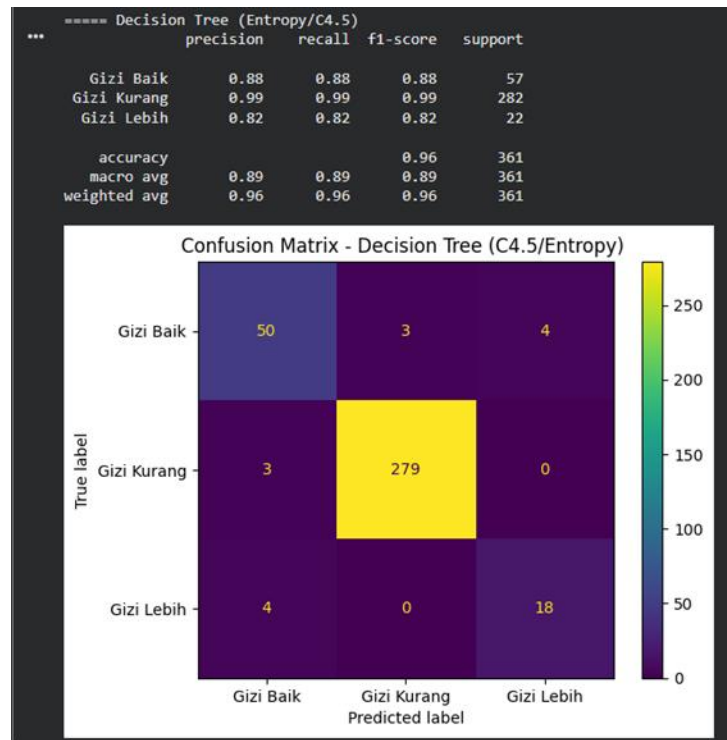 ===== Decision Tree (Entropy/C4.5)
precision recall f1-score support
Gizi Baik 0.88 0.88 0.88 57
Gizi Kurang 0.99 0.99 0.99 282
Gizi Lebih 0.82 0.82 0.82 22
accuracy 0.96 361
macro avg 0.89 0.89 0.89 361
weighted avg 0.96 0.96 0.96 361
Confusion Matrix - Decision Tree (C4.5/Entropy)
Gizi Baik 50 3 4
Gizi Kurang 3 279 0
Gizi Lebih 4 0 18
True label
Gizi Baik Gizi Kurang Gizi Lebih
Predicted label
250
200
150
100
50
0